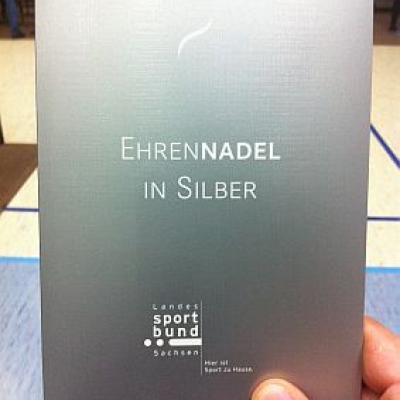 EHRENNADEL
IN SILBER
Landes
sport
bund
Sachsen
Hier ist
Sport zu Hause